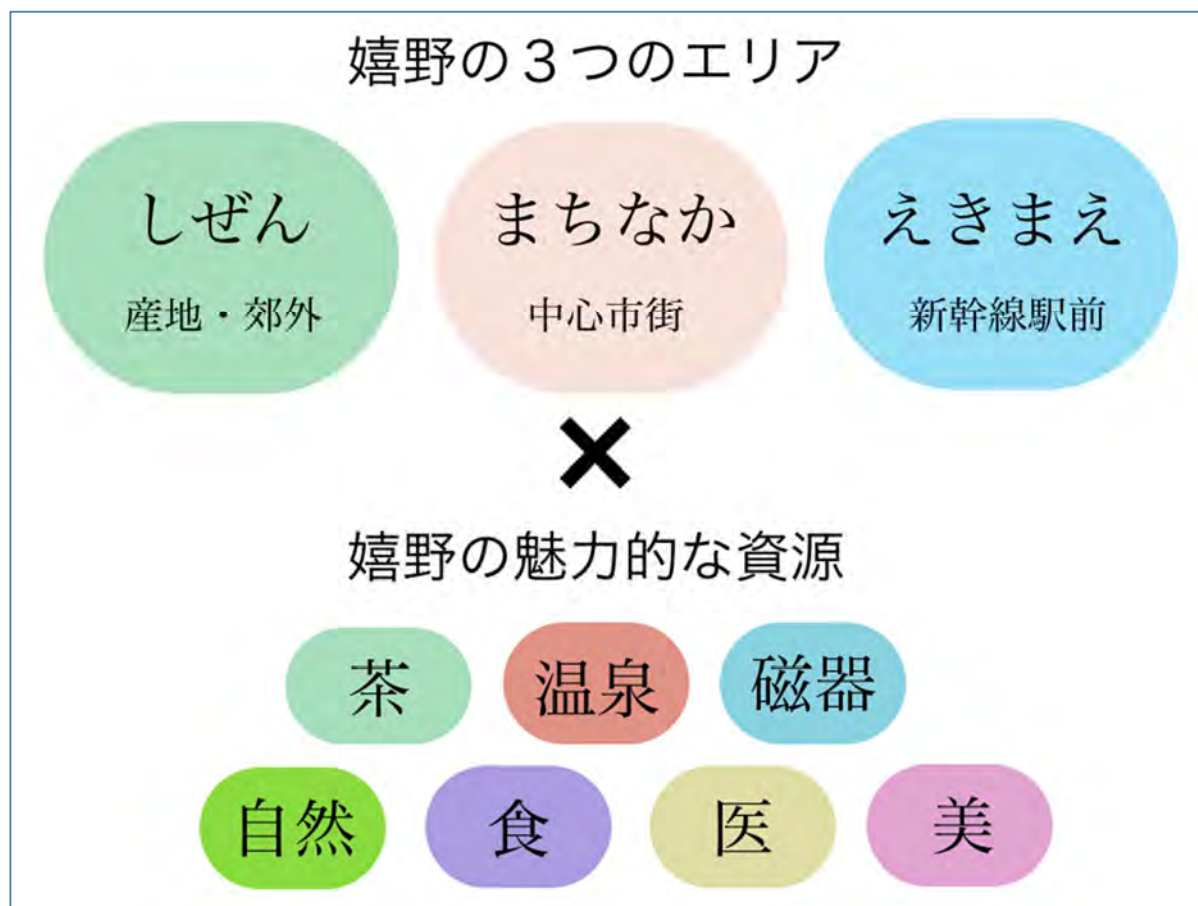 嬉野の３つのエリア
しぜん
産地・郊外
まちなか
中心市街
えきまえ
新幹線駅前
×
嬉野の魅力的な資源
茶
温泉
磁器
自然
食
医
美